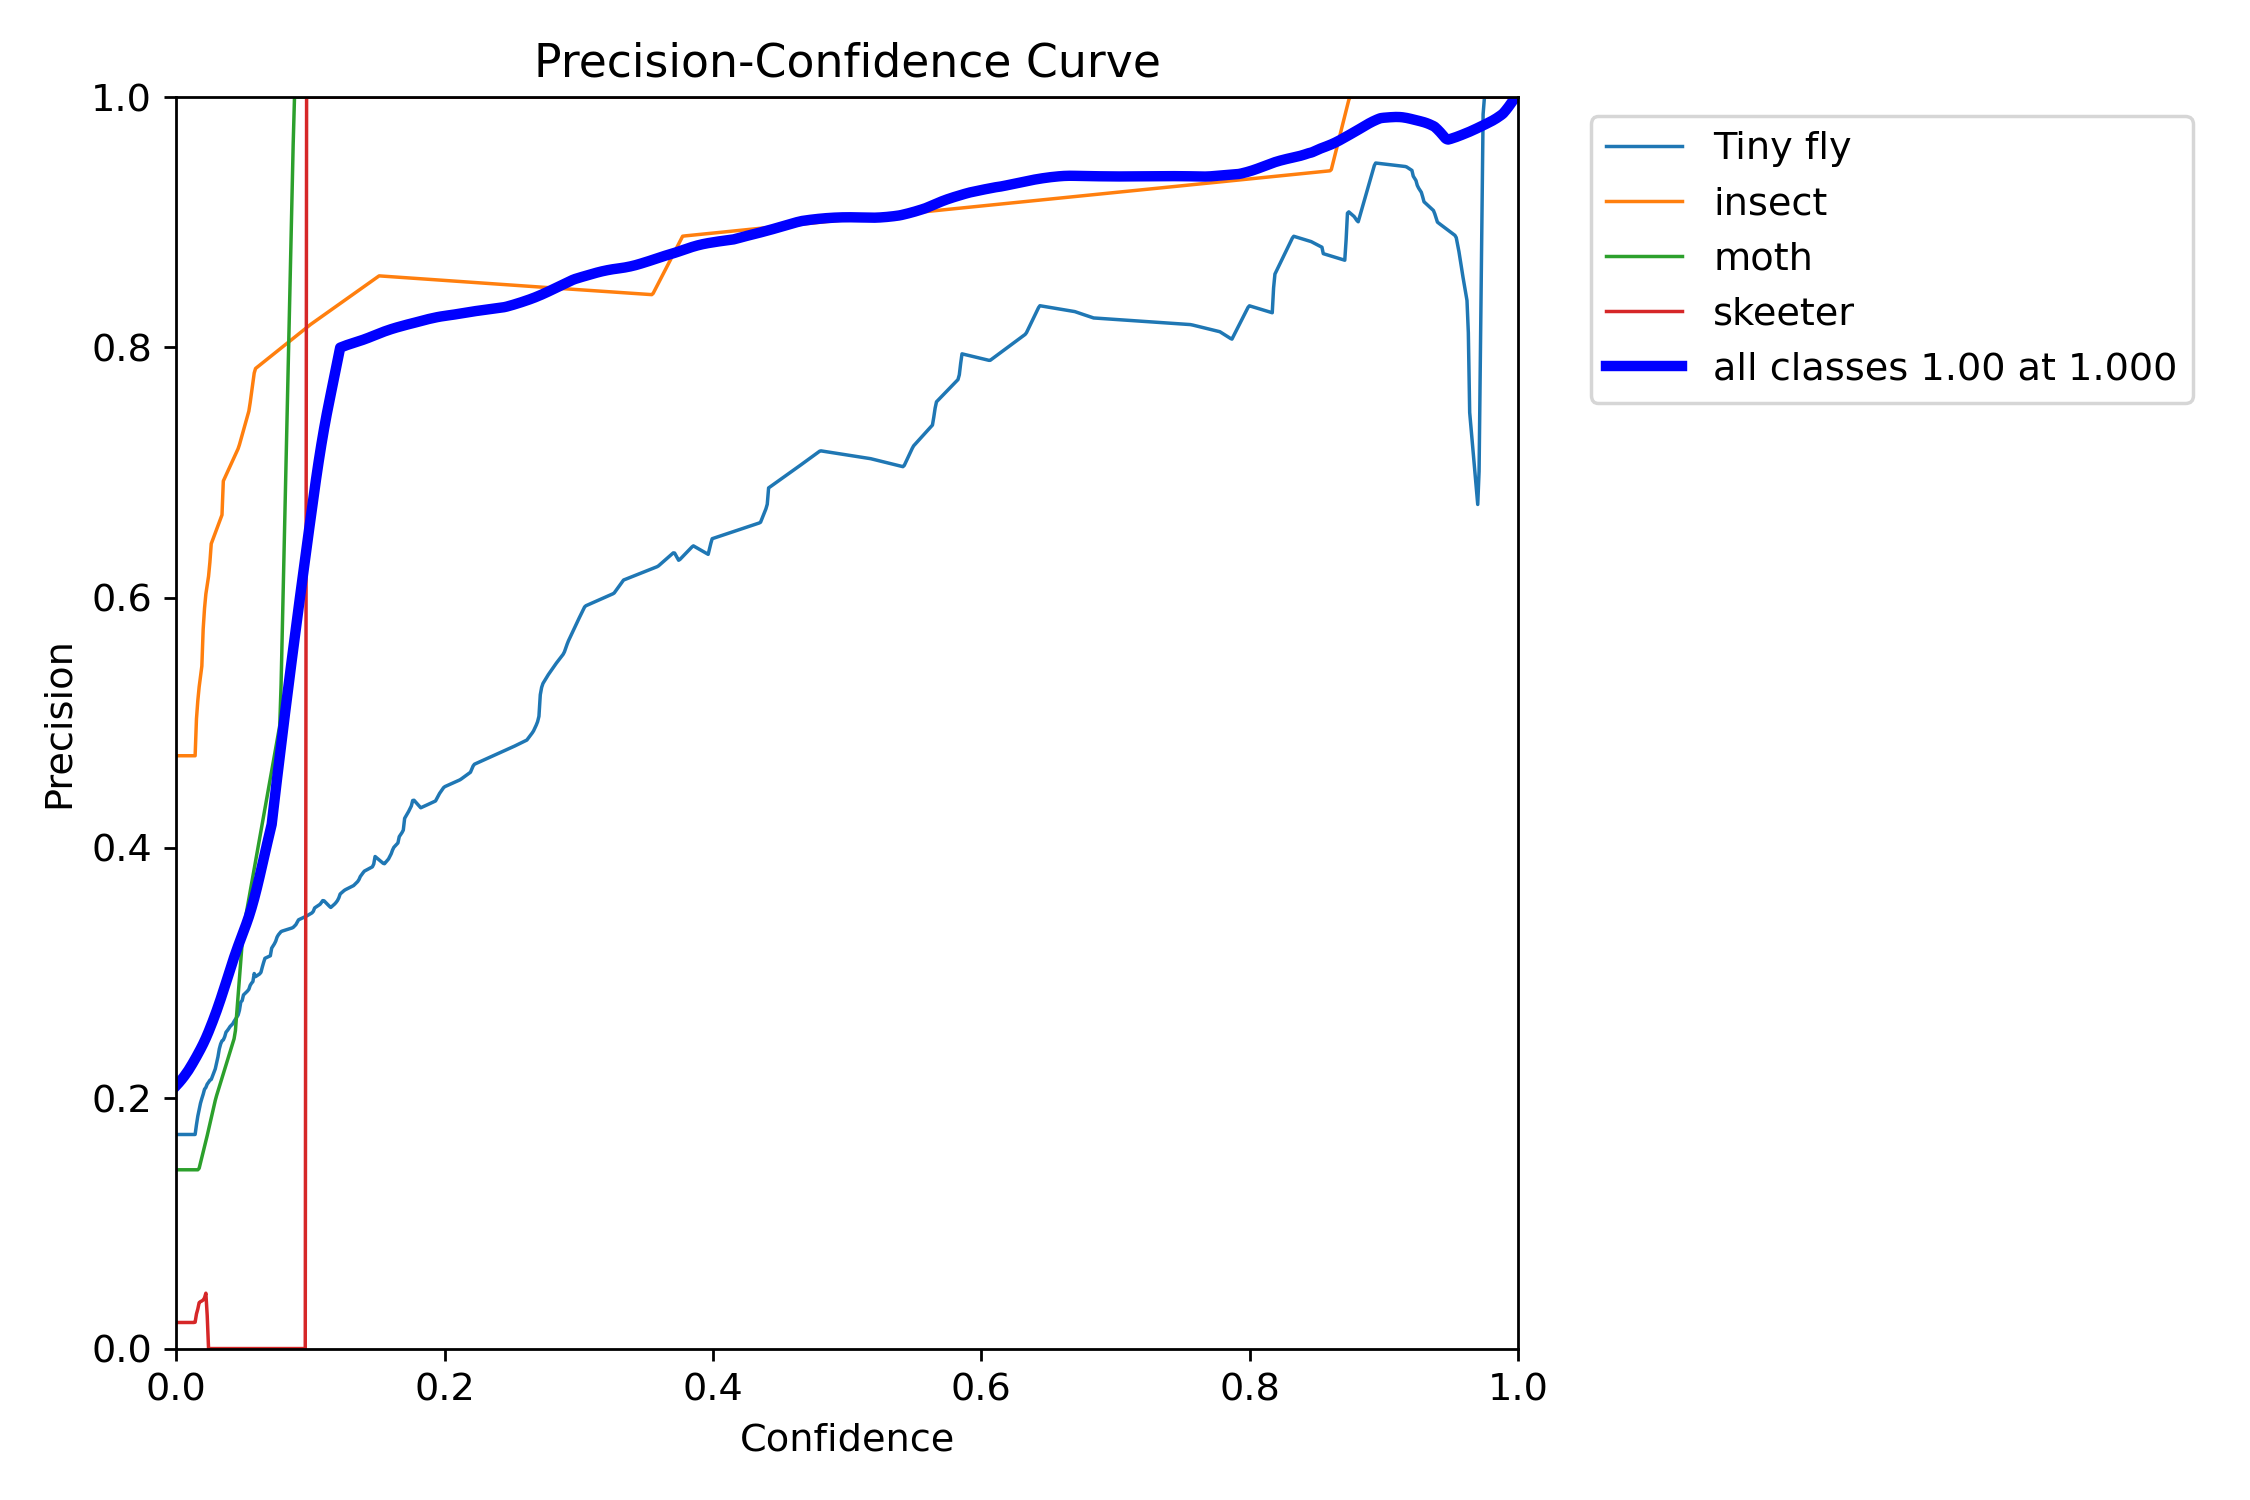 Precision-Confidence Curve
1.0
0.8
0.6
0.4
0.2
0.0
Precision
0.0 0.2 0.4 0.6 0.8 1.0
Confidence
Tiny fly
insect
moth
skeeter
all classes 1.00 at 1.000